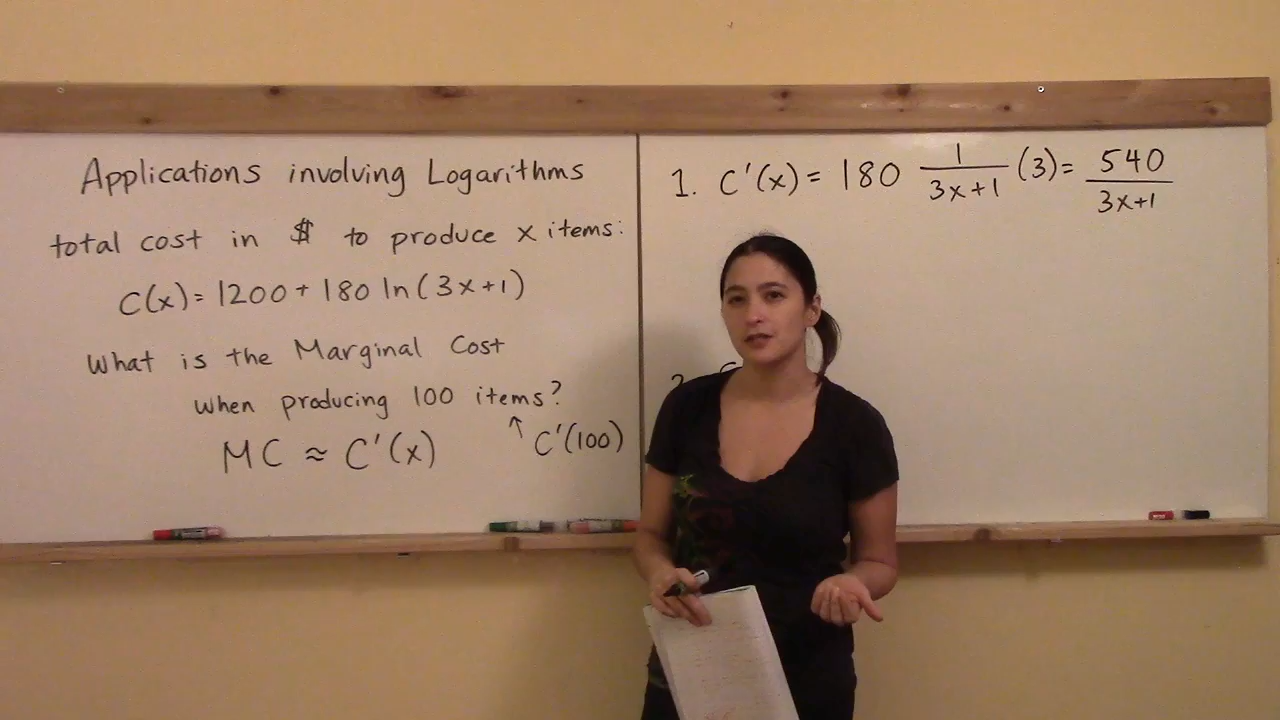 Applications involving Logarithms
total cost in $ to produce x items:
C(x) = 1200 + 180 ln(3x+1)
What is the Marginal Cost
when producing 100 items?
↑ C'(100)
MC ≈ C'(x)
1. C'(x) = 180 1/(3x+1) (3) = 540/(3x+1)
2.